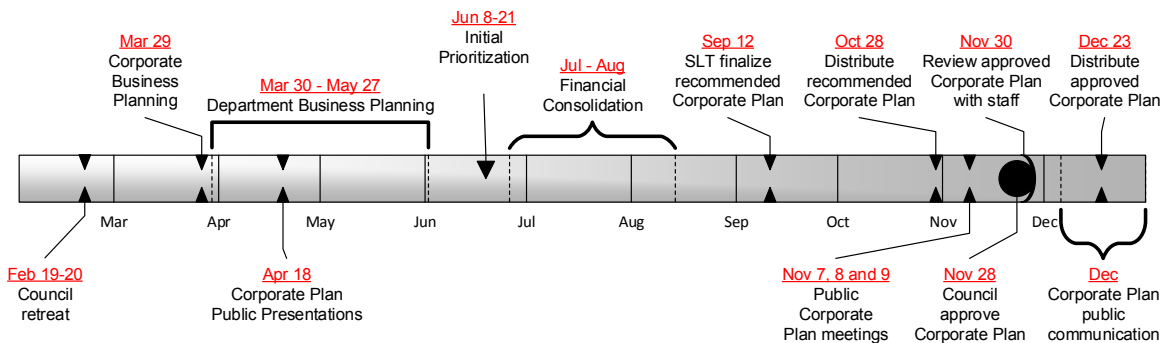 Mar 29
Corporate
Business
Planning
Mar 30 - May 27
Department Business Planning
Jun 8-21
Initial
Prioritization
Jul - Aug
Financial
Consolidation
Sep 12
SLT finalize
recommended
Corporate Plan
Oct 28
Distribute
recommended
Corporate Plan
Nov 30
Review approved
Corporate Plan
with staff
Dec 23
Distribute
approved
Corporate Plan
Mar
Apr
May
Jun
Jul
Aug
Sep
Oct
Nov
Dec
Feb 19-20
Council
retreat
Apr 18
Corporate Plan
Public Presentations
Nov 7, 8 and 9
Public
Corporate
Plan meetings
Nov 28
Council
approve
Corporate Plan
Dec
Corporate Plan
public
communication